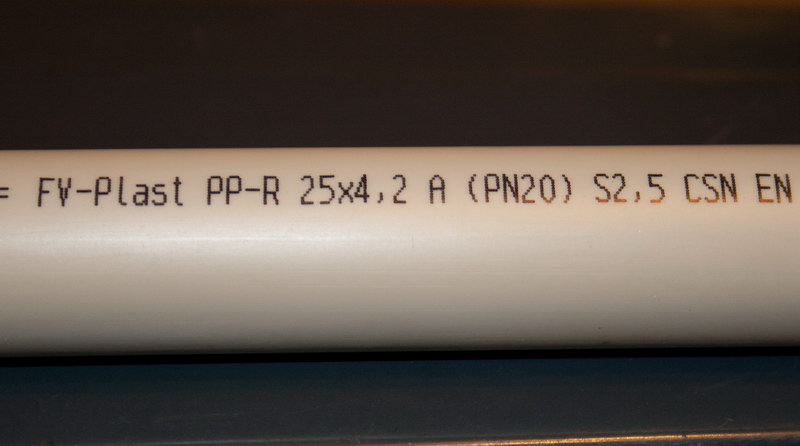 = FV-Plast PP-R 25x4,2 A (PN20) S2,5 CSN EN